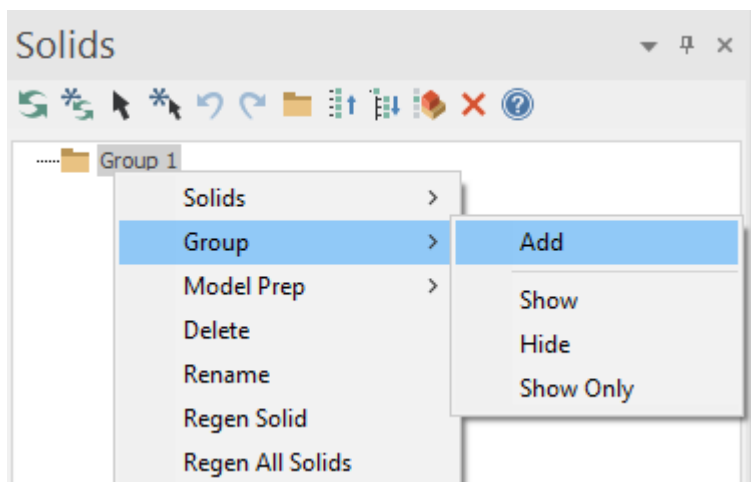 Solids
Group 1
Solids
Group
Add
Model Prep
Show
Delete
Hide
Rename
Show Only
Regen Solid
Regen All Solids